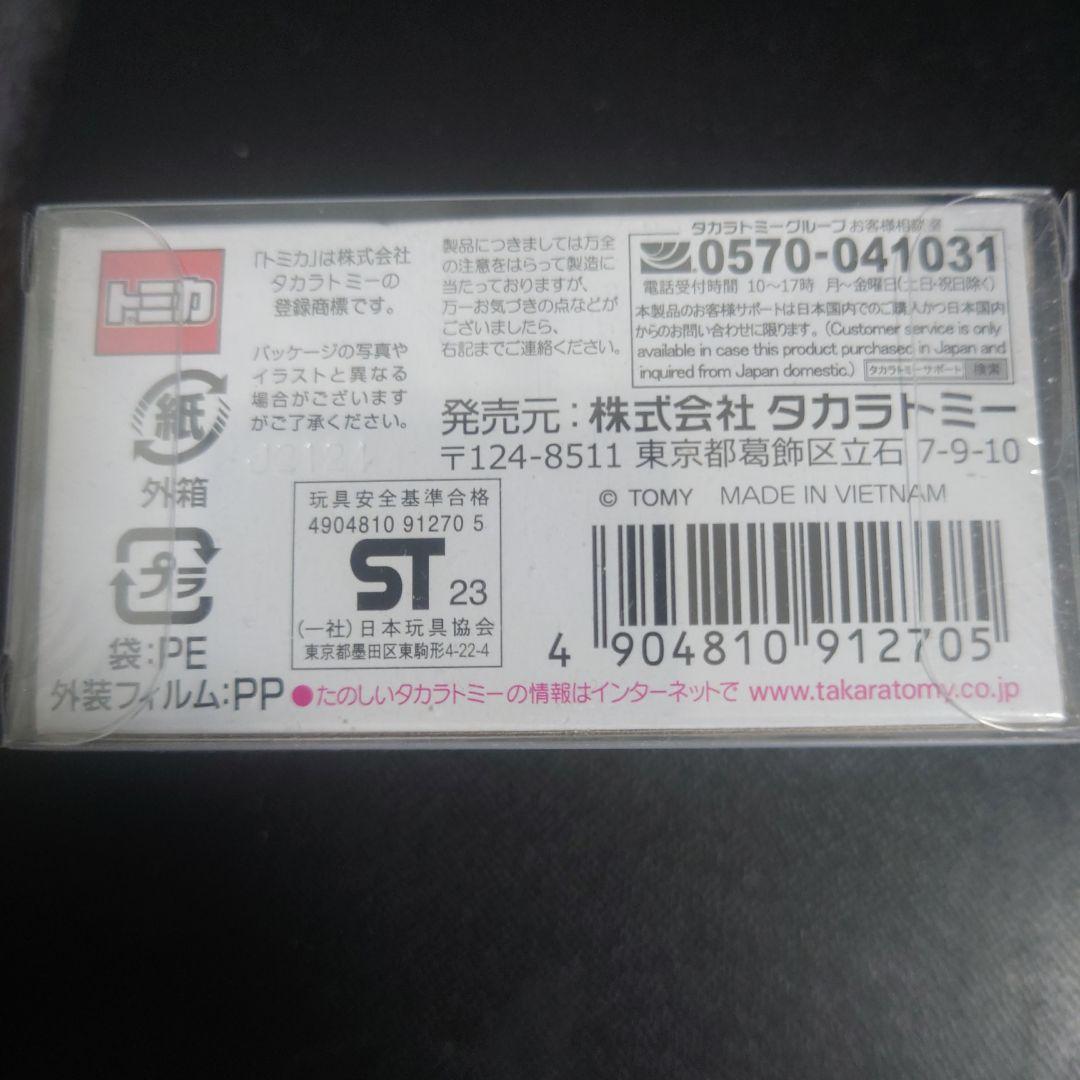 トミカ
「トミカ」は株式会社
タカラトミーの
登録商標です。
パッケージの写真や
イラストと異なる
場合がございます
がご了承ください。
製品につきましては万全
の注意をはらって製造に
当たっておりますが、
万一お気づきの点などが
ございましたら、
右記までご連絡ください。
タカラトミーグループ お客様相談室
0570-041031
電話受付時間 10〜17時 月〜金曜日(土日・祝日除く)
本製品のお客様サポートは日本国内でのご購入かつ日本国内
からのお問い合わせに限ります。(Customer service is only
available in case this product purchased in Japan and
inquired from Japan domestic.) タカラトミーサポート 検索
発売元:株式会社 タカラトミー
〒124-8511 東京都葛飾区立石 7-9-10
© TOMY MADE IN VIETNAM
紙
外箱
プラ
袋:PE
外装フィルム:PP
玩具安全基準合格
4904810 91270 5
ST 23
(一社)日本玩具協会
東京都墨田区東駒形4-22-4
4 904810 912705
●たのしいタカラトミーの情報はインターネットで www.takaratomy.co.jp